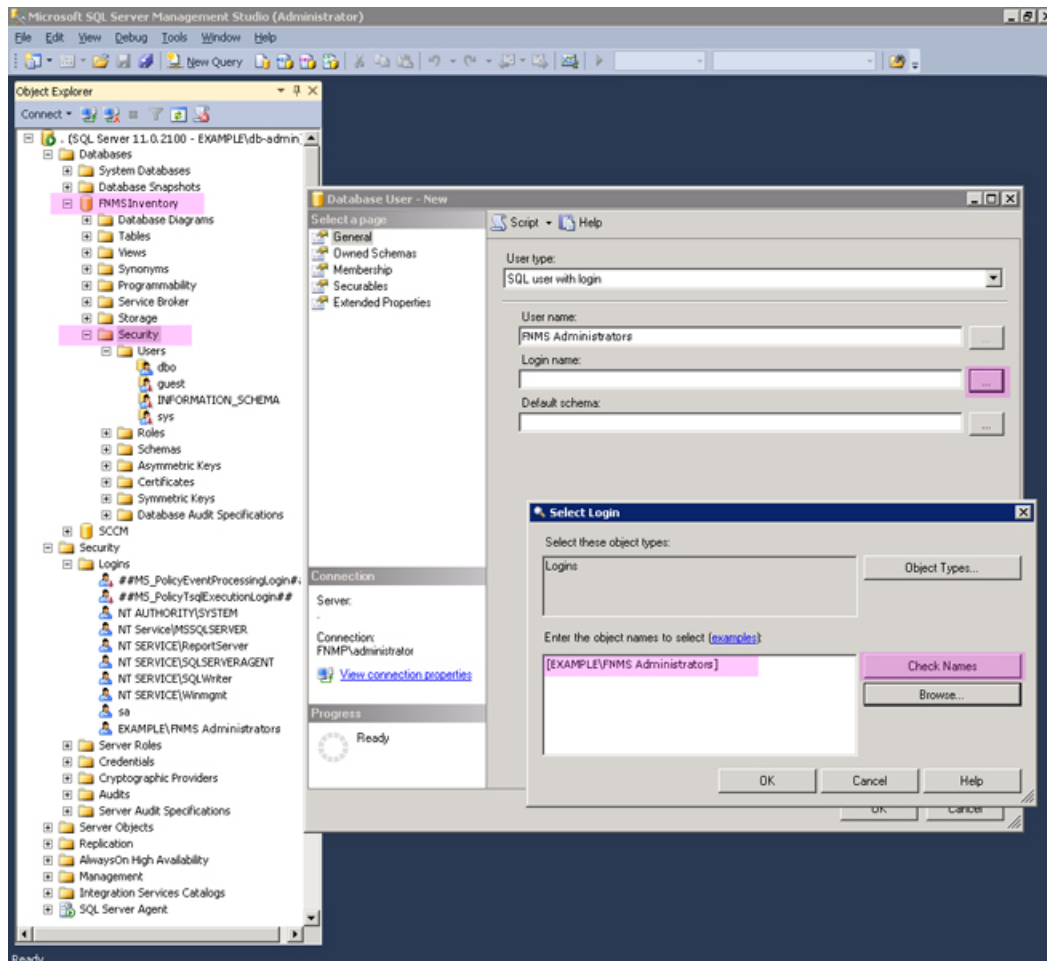 Microsoft SQL Server Management Studio (Administrator)
File Edit View Debug Tools Window Help
New Query
Object Explorer
Connect
. (SQL Server 11.0.2100 - EXAMPLE\db-admin)
Databases
System Databases
Database Snapshots
FNMSInventory
Database Diagrams
Tables
Views
Synonyms
Programmability
Service Broker
Storage
Security
Users
dbo
guest
INFORMATION_SCHEMA
sys
Roles
Schemas
Asymmetric Keys
Certificates
Symmetric Keys
Database Audit Specifications
SCCM
Security
Logins
##MS_PolicyEventProcessingLogin#
##MS_PolicyTsqlExecutionLogin##
NT AUTHORITY\SYSTEM
NT Service\MSSQLSERVER
NT SERVICE\ReportServer
NT SERVICE\SQLSERVERAGENT
NT SERVICE\SQLWriter
NT SERVICE\Winmgmt
sa
EXAMPLE\FNMS Administrators
Server Roles
Credentials
Cryptographic Providers
Audits
Server Audit Specifications
Server Objects
Replication
AlwaysOn High Availability
Management
Integration Services Catalogs
SQL Server Agent
Ready
Database User - New
Select a page
General
Owned Schemas
Membership
Securables
Extended Properties
Script Help
User type:
SQL user with login
User name:
FNMS Administrators
...
Login name:
...
Default schema:
...
Connection
Server:
.
Connection:
FNMP\administrator
View connection properties
Progress
Ready
OK Cancel
Select Login
Select these object types:
Logins
Object Types...
Enter the object names to select (examples):
[EXAMPLE\FNMS Administrators]
Check Names
Browse...
OK Cancel Help